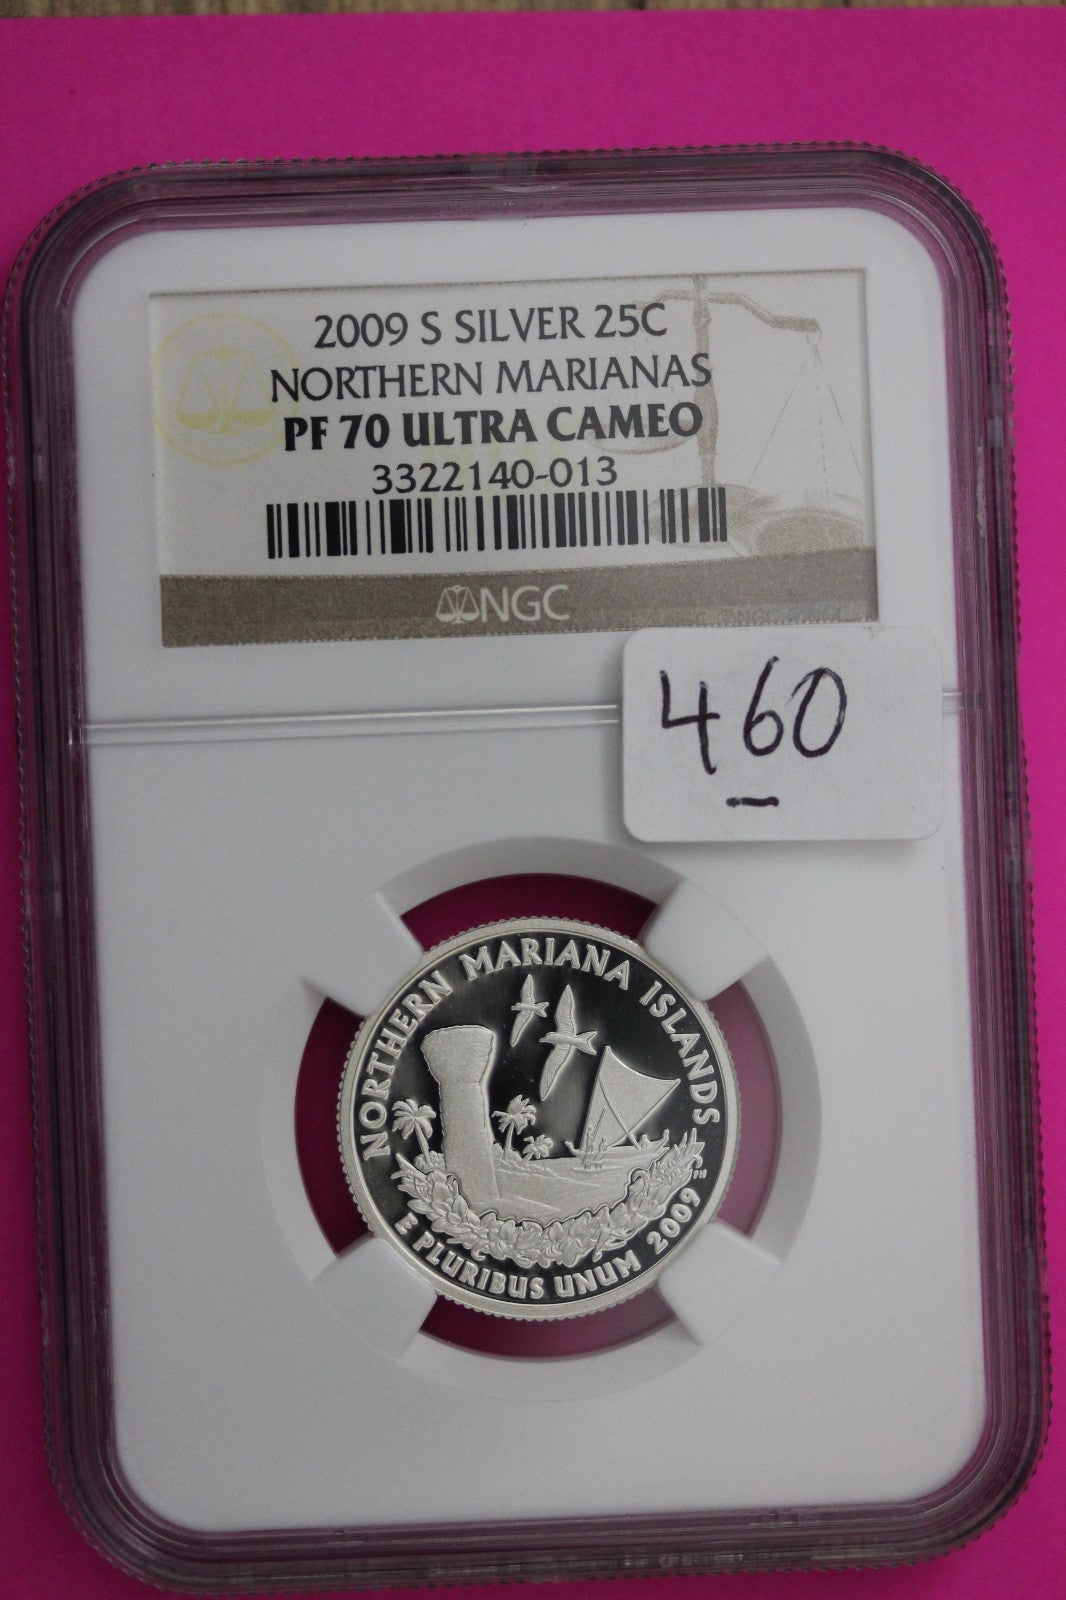 2009 S SILVER 25C
NORTHERN MARIANAS
PF 70 ULTRA CAMEO
3322140-013
NGC
460
NORTHERN MARIANA ISLANDS
E PLURIBUS UNUM 2009